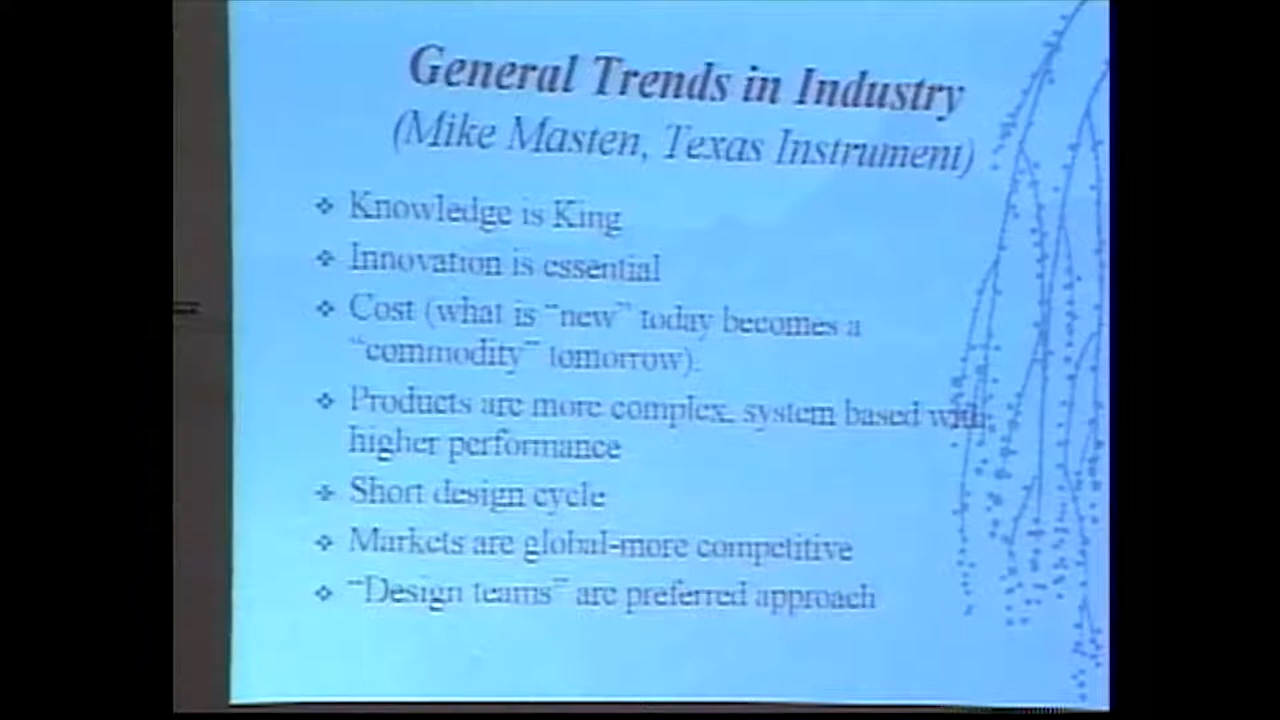 General Trends in Industry
(Mike Masten, Texas Instrument)
❖ Knowledge is King
❖ Innovation is essential
❖ Cost (what is "new" today becomes a
"commodity" tomorrow).
❖ Products are more complex, system based with
higher performance
❖ Short design cycle
❖ Markets are global-more competitive
❖ "Design teams" are preferred approach